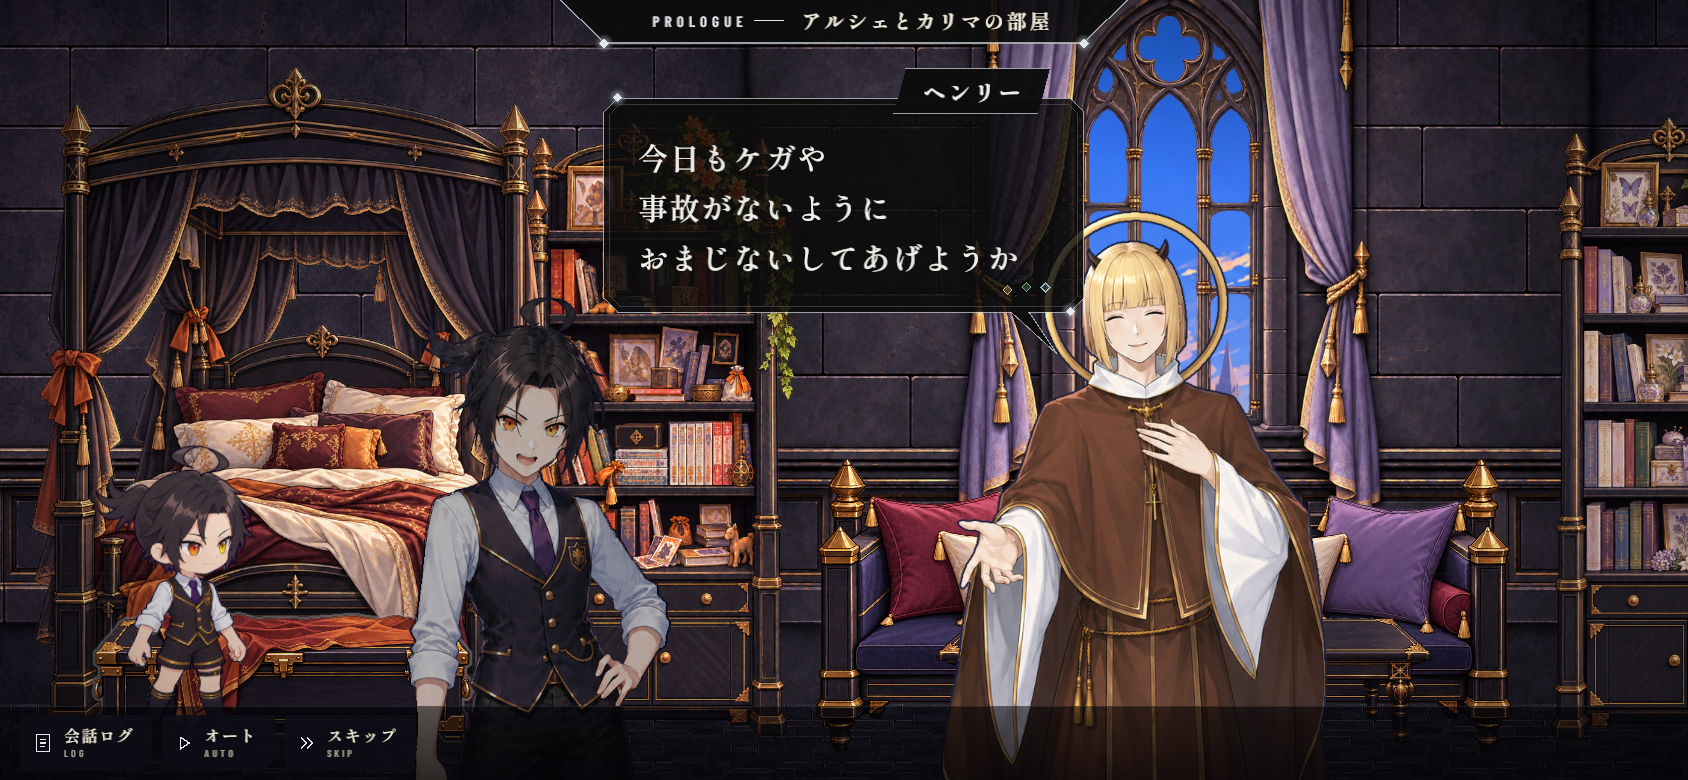 PROLOGUE アルシェとカリマの部屋
ヘンリー
今日もケガや
事故がないように
おまじないしてあげようか
会話ログ
LOG
オート
AUTO
スキップ
SKIP